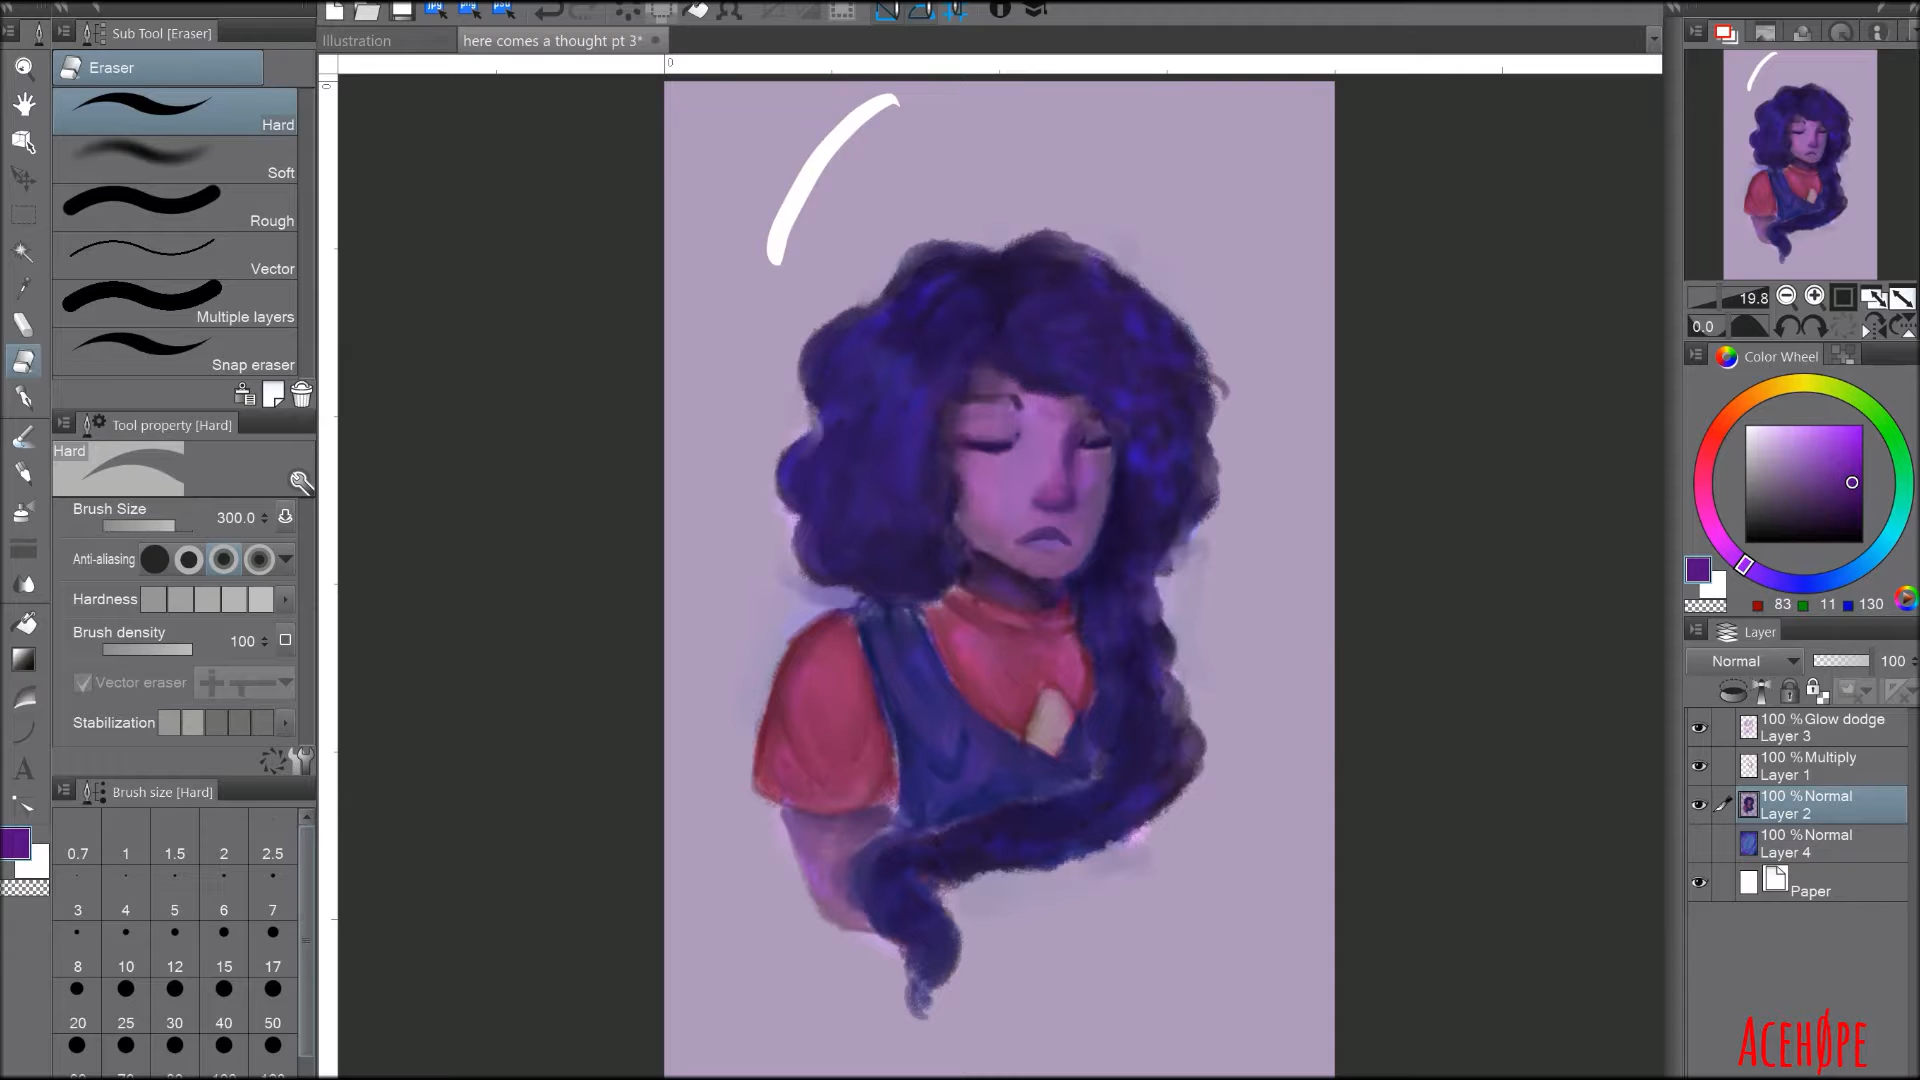 Sub Tool [Eraser]
Eraser
Hard
Soft
Rough
Vector
Multiple layers
Snap eraser
Tool property [Hard]
Hard
Brush Size 300.0
Anti-aliasing
Hardness
Brush density 100
Vector eraser
Stabilization
Brush size [Hard]
0.7 1 1.5 2 2.5
3 4 5 6 7
8 10 12 15 17
20 25 30 40 50
Illustration
here comes a thought pt 3*
0
0
19.8
0.0
Color Wheel
83 11 130
Layer
Normal 100
100 % Glow dodge
Layer 3
100 % Multiply
Layer 1
100 % Normal
Layer 2
100 % Normal
Layer 4
Paper
ACEHØPE